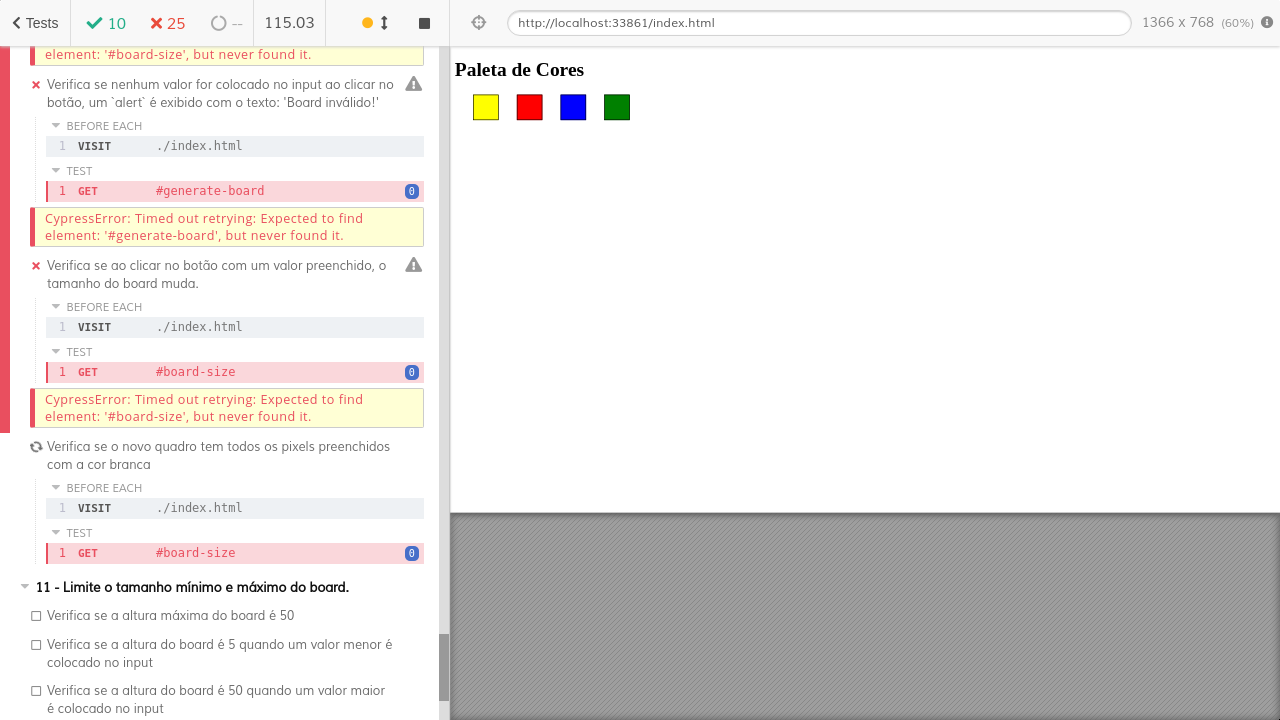 Tests
10
25
--
115.03
http://localhost:33861/index.html
1366 x 768 (60%)
element: '#board-size', but never found it.
Verifica se nenhum valor for colocado no input ao clicar no
botão, um `alert` é exibido com o texto: 'Board inválido!'
BEFORE EACH
1 VISIT ./index.html
TEST
1 GET #generate-board 0
CypressError: Timed out retrying: Expected to find
element: '#generate-board', but never found it.
Verifica se ao clicar no botão com um valor preenchido, o
tamanho do board muda.
BEFORE EACH
1 VISIT ./index.html
TEST
1 GET #board-size 0
CypressError: Timed out retrying: Expected to find
element: '#board-size', but never found it.
Verifica se o novo quadro tem todos os pixels preenchidos
com a cor branca
BEFORE EACH
1 VISIT ./index.html
TEST
1 GET #board-size 0
11 - Limite o tamanho mínimo e máximo do board.
Verifica se a altura máxima do board é 50
Verifica se a altura do board é 5 quando um valor menor é
colocado no input
Verifica se a altura do board é 50 quando um valor maior
é colocado no input
Paleta de Cores